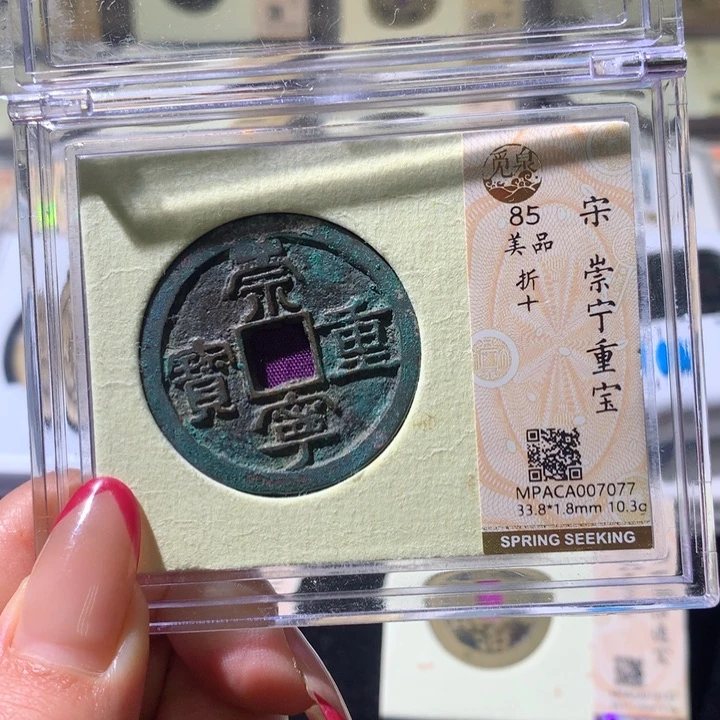 崇
寧
重
寶
覓泉
85
美品
折十
宋 崇宁重宝
MPACA007077
33.8*1.8mm 10.3g
SPRING SEEKING